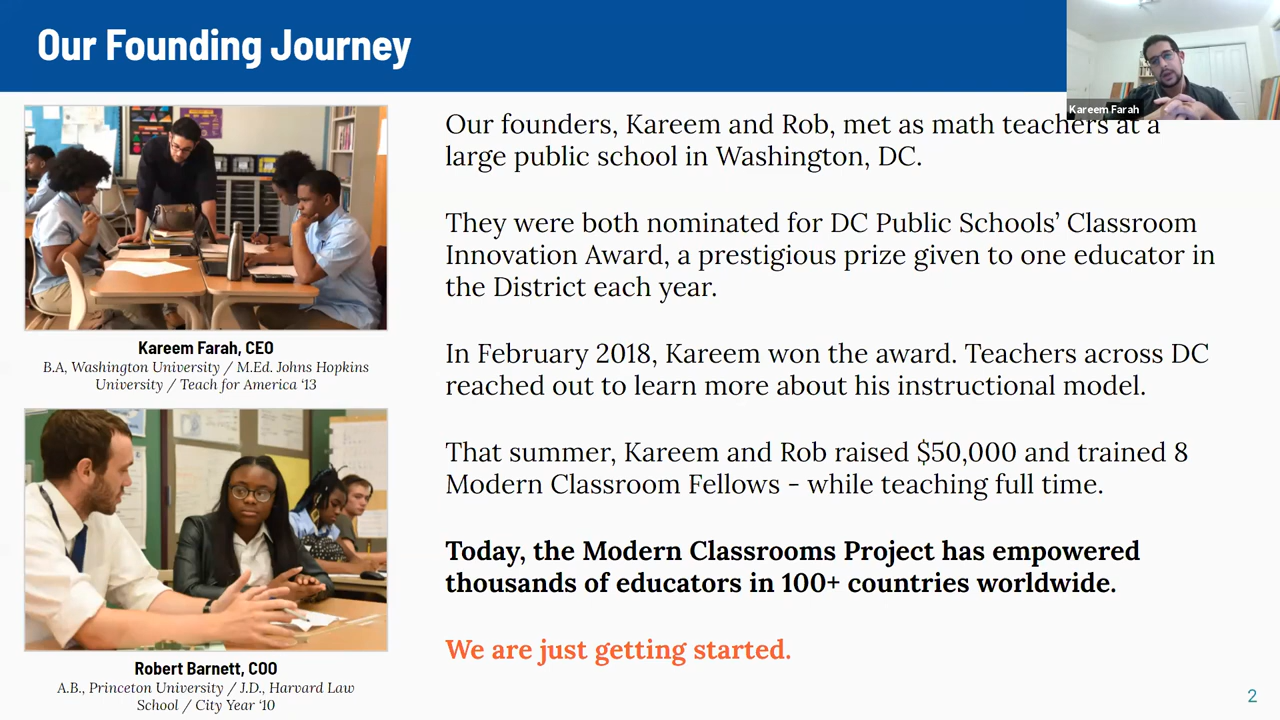 Our Founding Journey
Kareem Farah
Kareem Farah, CEO
B.A, Washington University / M.Ed. Johns Hopkins
University / Teach for America ‘13
Robert Barnett, COO
A.B., Princeton University / J.D., Harvard Law
School / City Year ‘10
Our founders, Kareem and Rob, met as math teachers at a
large public school in Washington, DC.
They were both nominated for DC Public Schools’ Classroom
Innovation Award, a prestigious prize given to one educator in
the District each year.
In February 2018, Kareem won the award. Teachers across DC
reached out to learn more about his instructional model.
That summer, Kareem and Rob raised $50,000 and trained 8
Modern Classroom Fellows - while teaching full time.
Today, the Modern Classrooms Project has empowered
thousands of educators in 100+ countries worldwide.
We are just getting started.
2